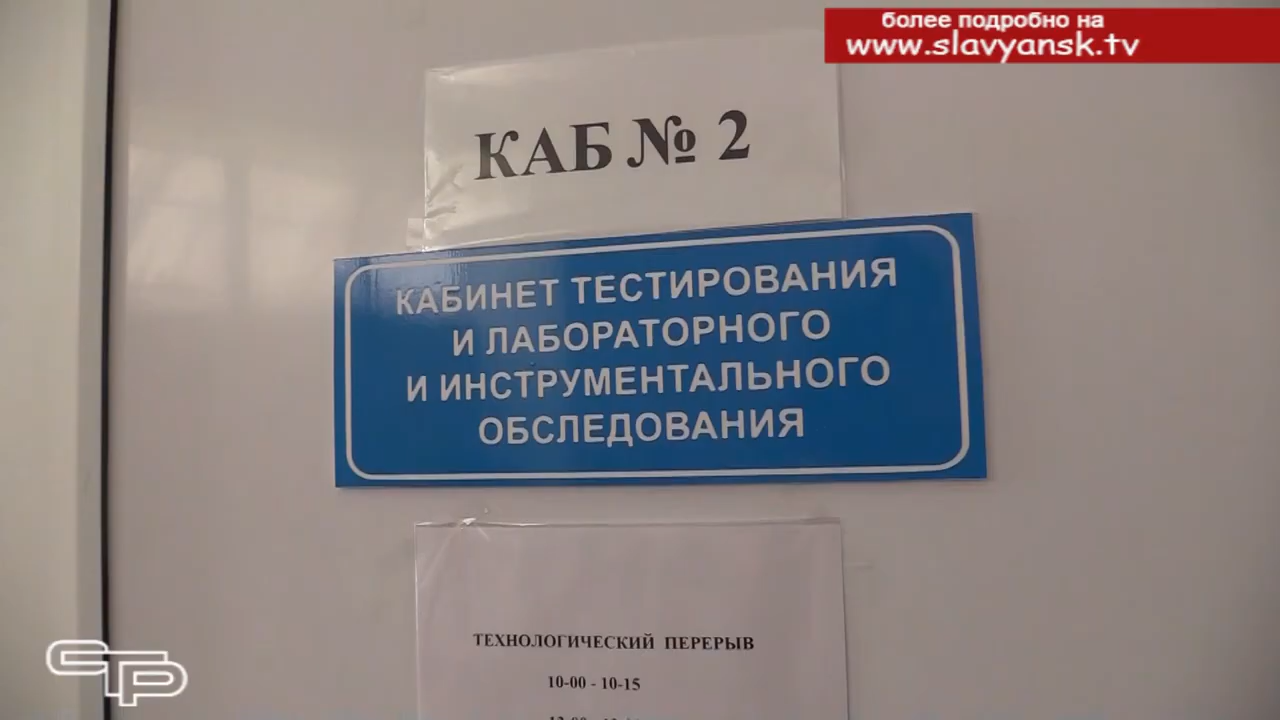 более подробно на
www.slavyansk.tv
КАБ № 2
КАБИНЕТ ТЕСТИРОВАНИЯ
И ЛАБОРАТОРНОГО
И ИНСТРУМЕНТАЛЬНОГО
ОБСЛЕДОВАНИЯ
ТЕХНОЛОГИЧЕСКИЙ ПЕРЕРЫВ
10-00 - 10-15
СТР